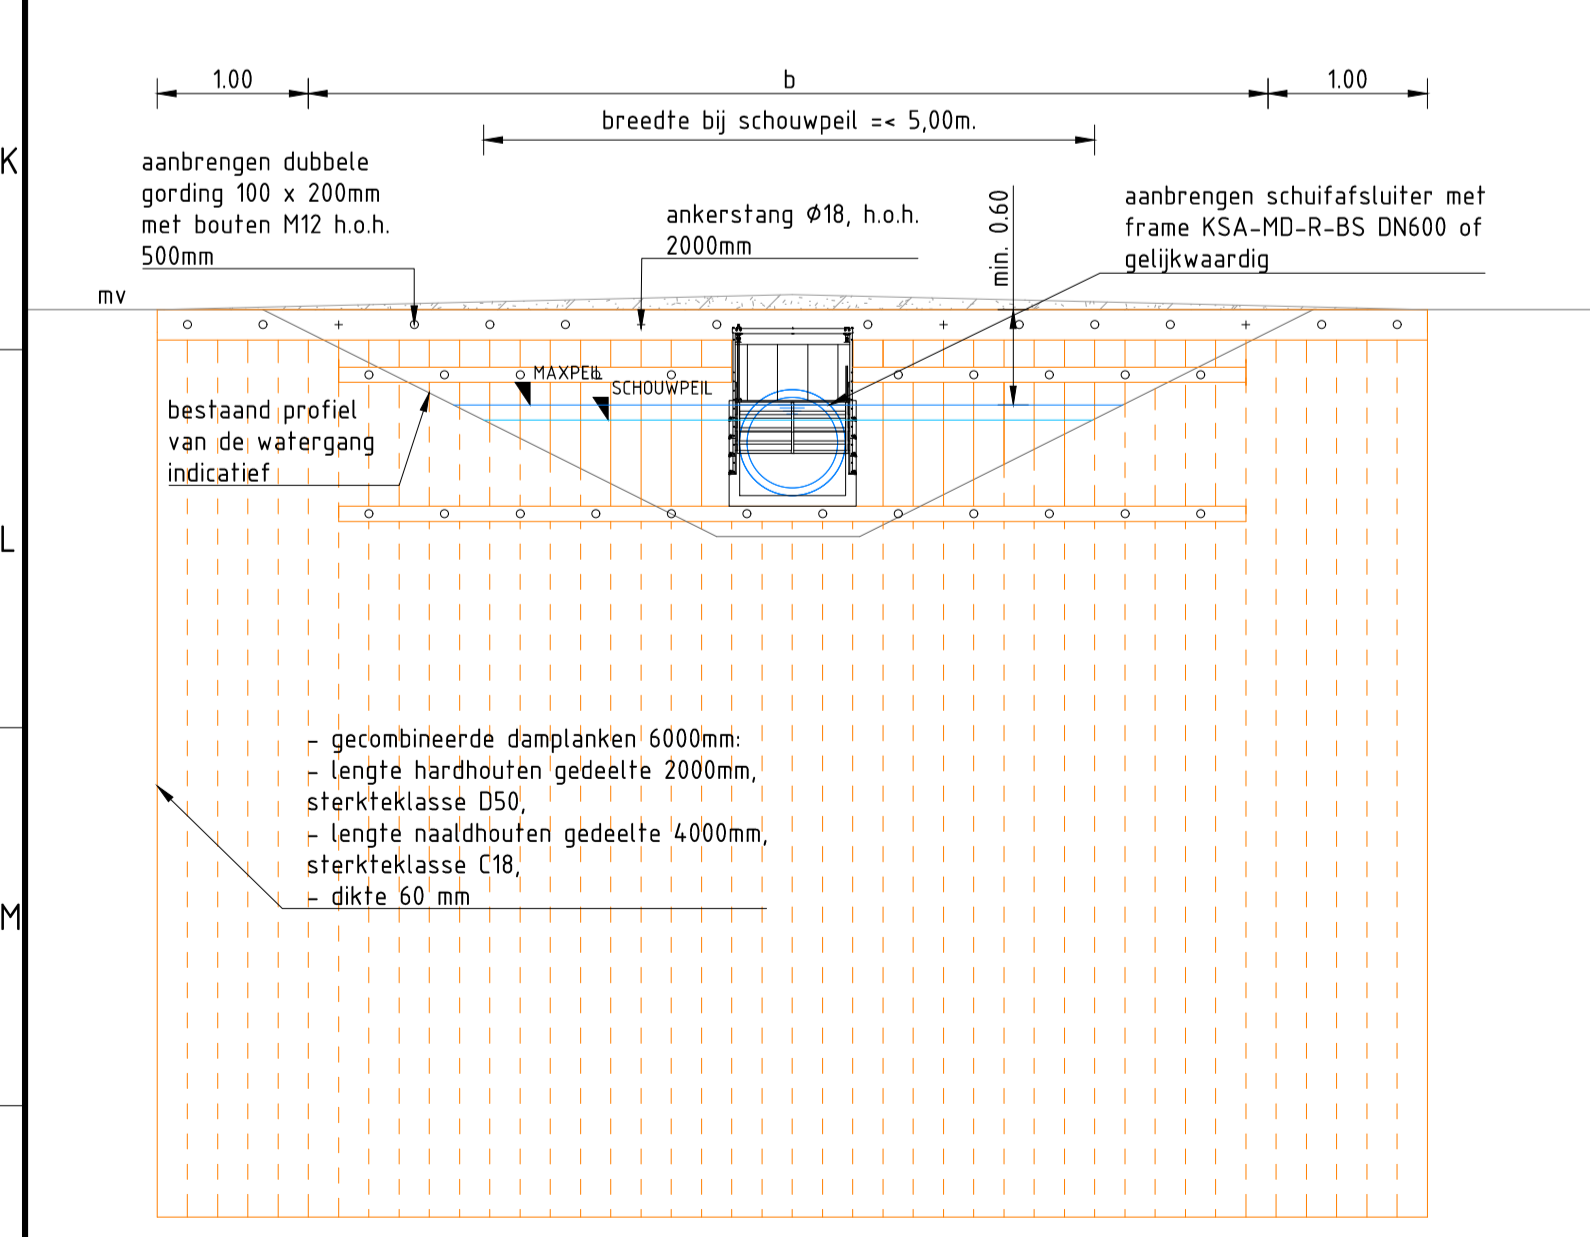 1.00
b
1.00
breedte bij schouwpeil =< 5,00m.
K
aanbrengen dubbele
gording 100 x 200mm
met bouten M12 h.o.h.
500mm
ankerstang Ø18, h.o.h.
2000mm
min. 0.60
aanbrengen schuifafsluiter met
frame KSA-MD-R-BS DN600 of
gelijkwaardig
mv
MAXPEIL
SCHOUWPEIL
bestaand profiel
van de watergang
indicatief
L
- gecombineerde damplanken 6000mm:
- lengte hardhouten gedeelte 2000mm,
sterkteklasse D50,
- lengte naaldhouten gedeelte 4000mm,
sterkteklasse C18,
- dikte 60 mm
M